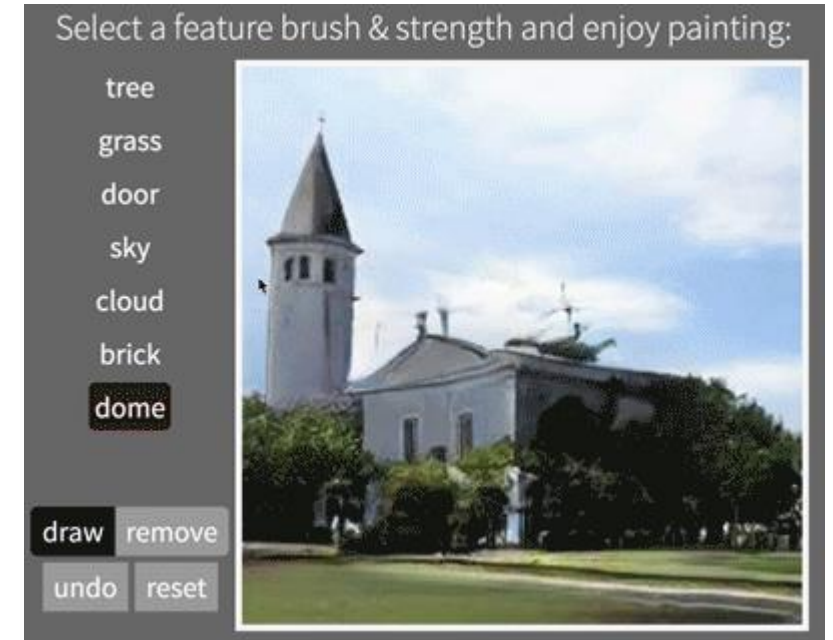 Select a feature brush & strength and enjoy painting:
tree
grass
door
sky
cloud
brick
dome
draw remove
undo reset